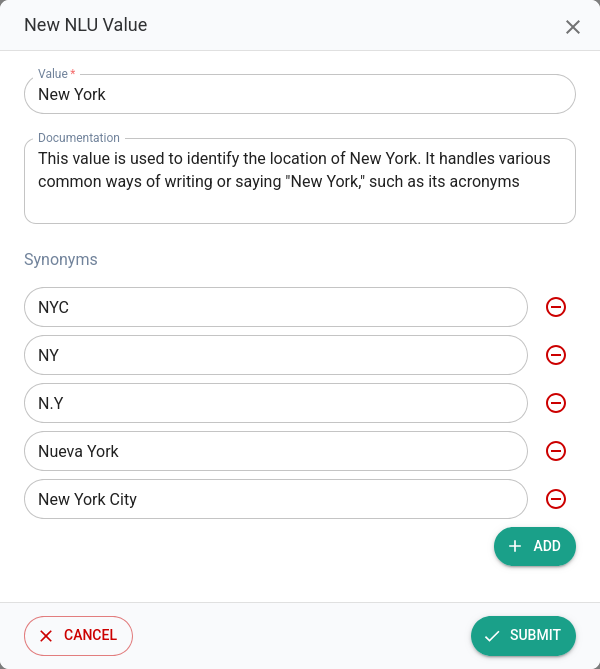 New NLU Value
Value *
New York
Documentation
This value is used to identify the location of New York. It handles various
common ways of writing or saying "New York," such as its acronyms
Synonyms
NYC
NY
N.Y
Nueva York
New York City
ADD
CANCEL
SUBMIT